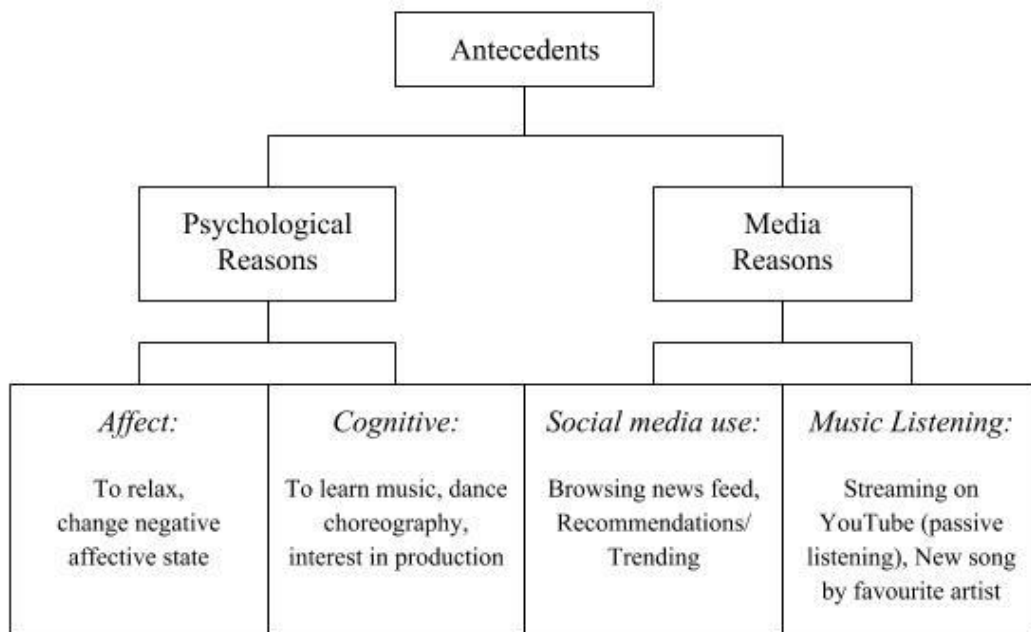 Antecedents
Psychological
Reasons
Media
Reasons
Affect:
To relax,
change negative
affective state
Cognitive:
To learn music, dance
choreography,
interest in production
Social media use:
Browsing news feed,
Recommendations/
Trending
Music Listening:
Streaming on
YouTube (passive
listening), New song
by favourite artist